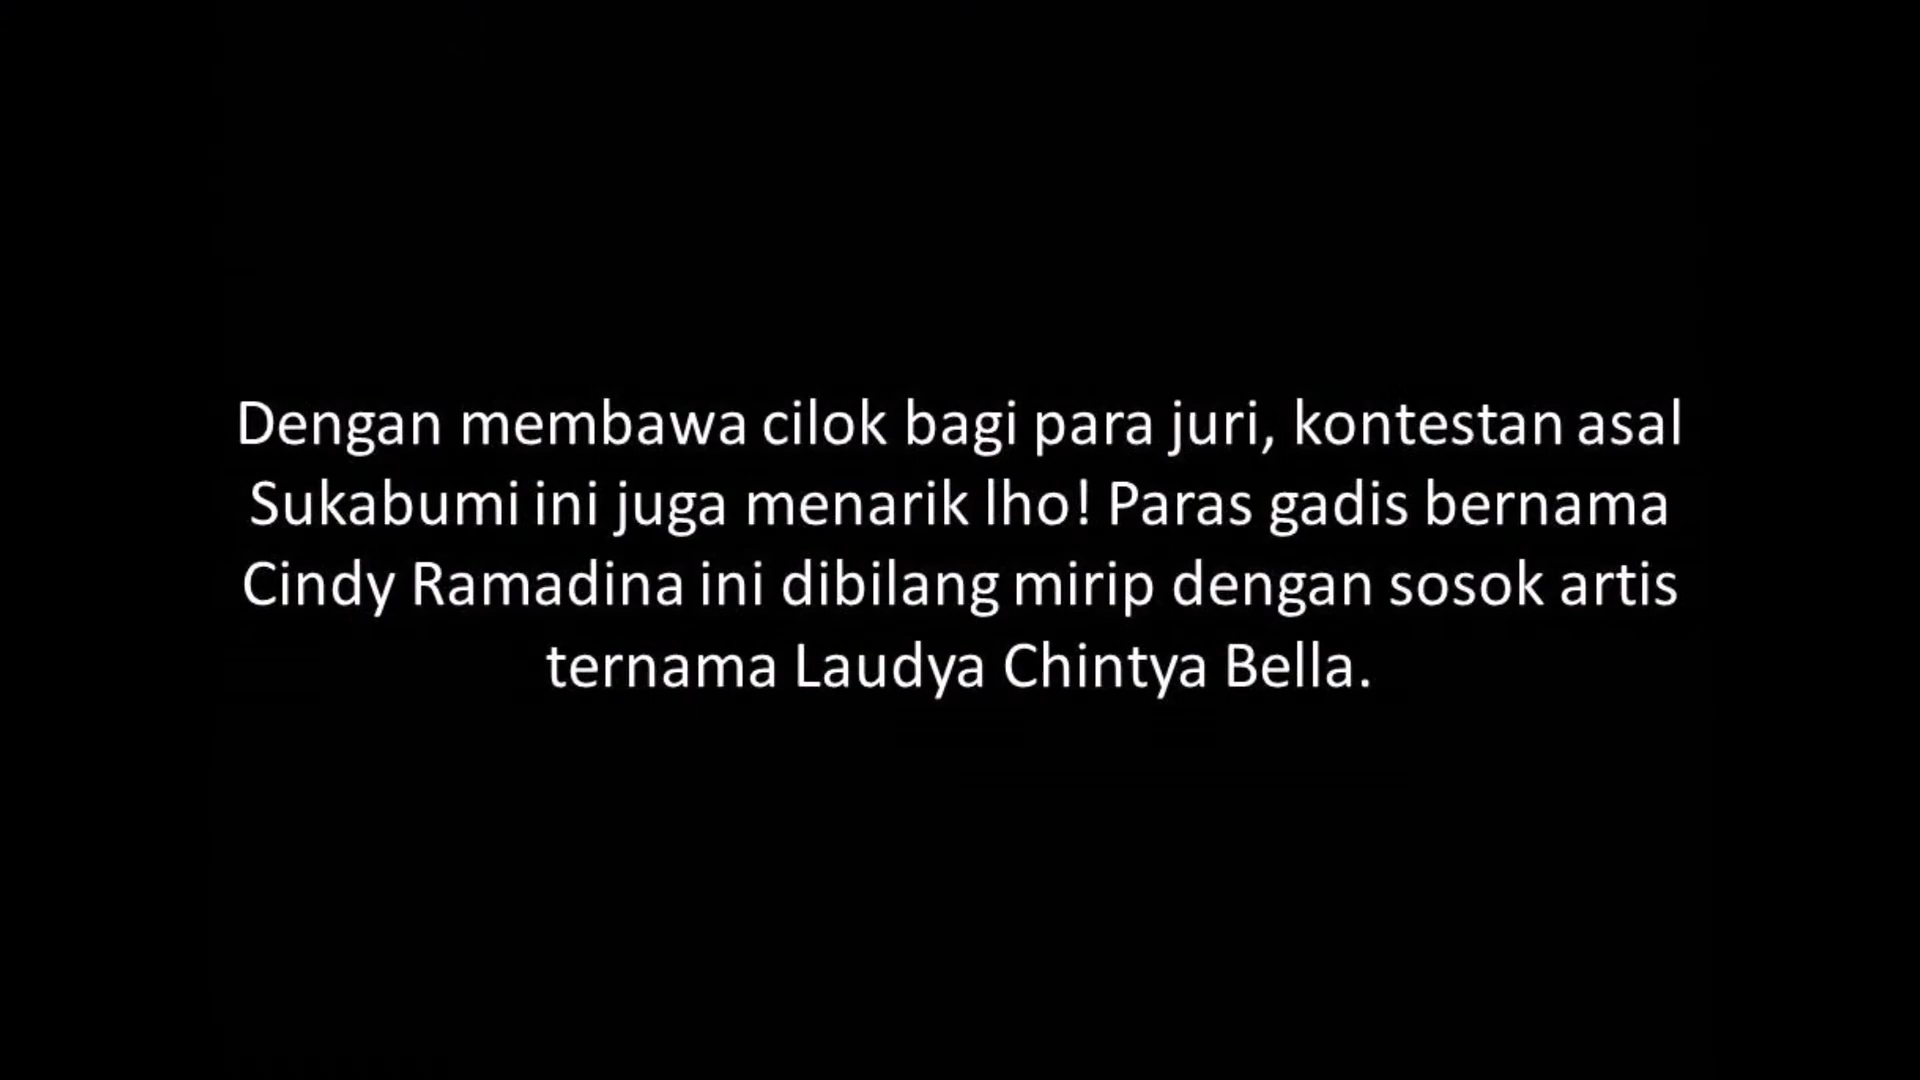 Dengan membawa cilok bagi para juri, kontestan asal
Sukabumi ini juga menarik lho! Paras gadis bernama
Cindy Ramadina ini dibilang mirip dengan sosok artis
ternama Laudya Chintya Bella.